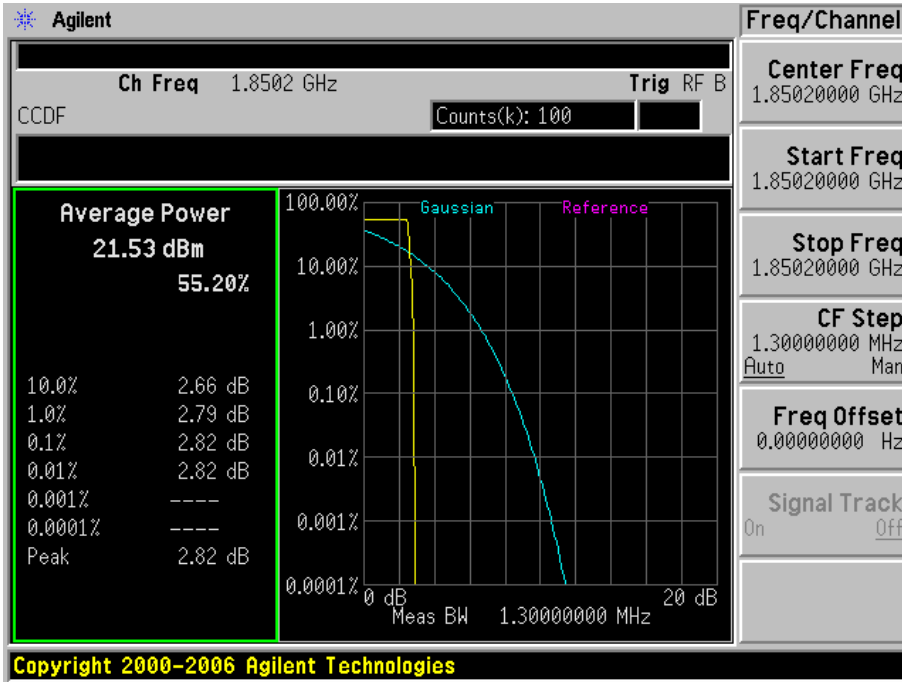 Agilent
Freq/Channel
Ch Freq 1.8502 GHz Trig RF B
CCDF Counts(k): 100
Average Power
21.53 dBm
55.20%
10.0% 2.66 dB
1.0% 2.79 dB
0.1% 2.82 dB
0.01% 2.82 dB
0.001% ----
0.0001% ----
Peak 2.82 dB
Gaussian Reference
100.00%
10.00%
1.00%
0.10%
0.01%
0.001%
0.0001%
0 dB 20 dB
Meas BW 1.30000000 MHz
Center Freq
1.85020000 GHz
Start Freq
1.85020000 GHz
Stop Freq
1.85020000 GHz
CF Step
1.30000000 MHz
Auto Man
Freq Offset
0.00000000 Hz
Signal Track
On Off
Copyright 2000-2006 Agilent Technologies